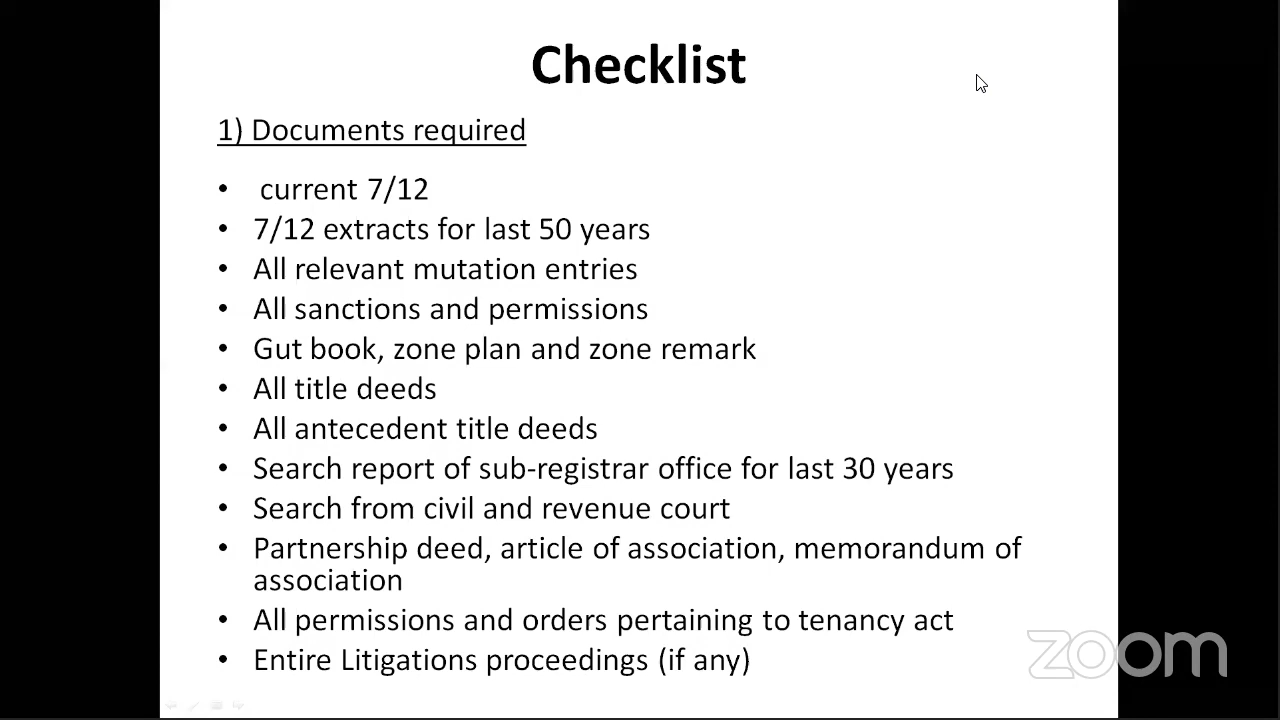 Checklist
1) Documents required
• current 7/12
• 7/12 extracts for last 50 years
• All relevant mutation entries
• All sanctions and permissions
• Gut book, zone plan and zone remark
• All title deeds
• All antecedent title deeds
• Search report of sub-registrar office for last 30 years
• Search from civil and revenue court
• Partnership deed, article of association, memorandum of
association
• All permissions and orders pertaining to tenancy act
• Entire Litigations proceedings (if any)
zoom